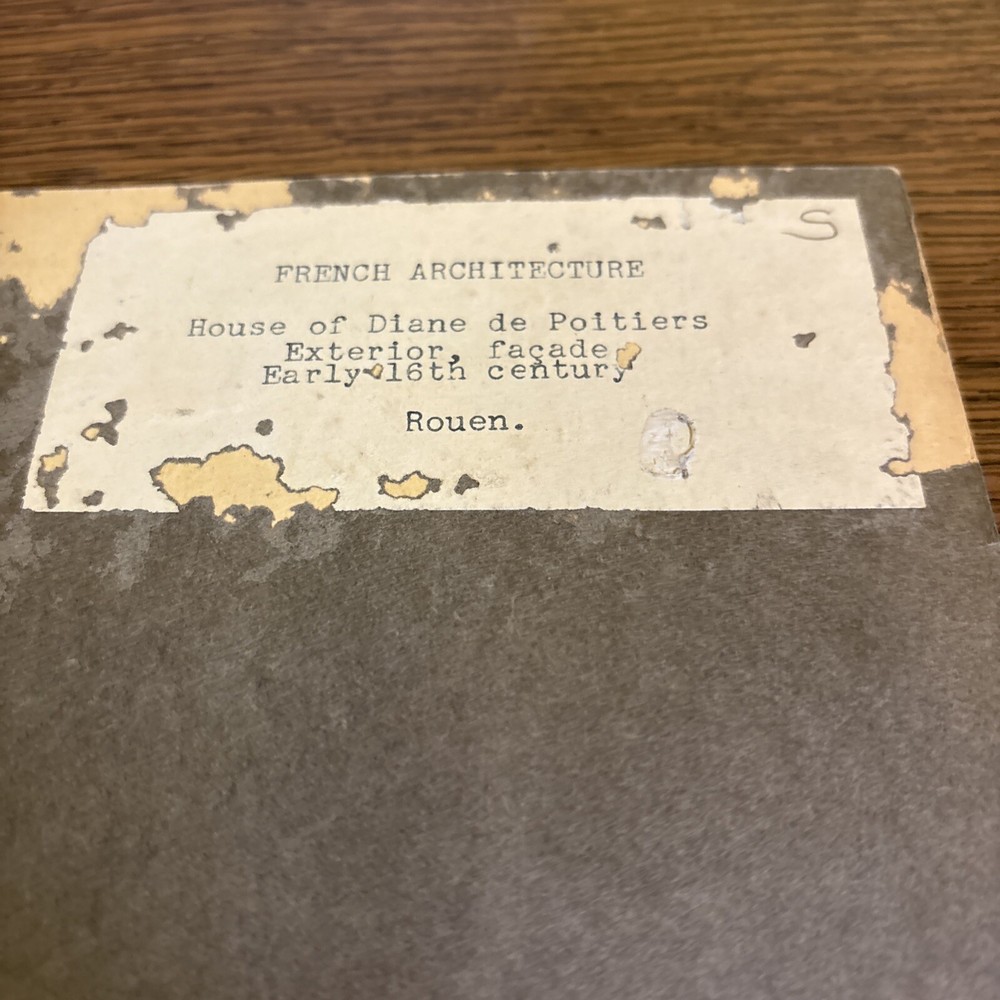 S
FRENCH ARCHITECTURE
House of Diane de Poitiers
Exterior, façade
Early 16th century
Rouen.